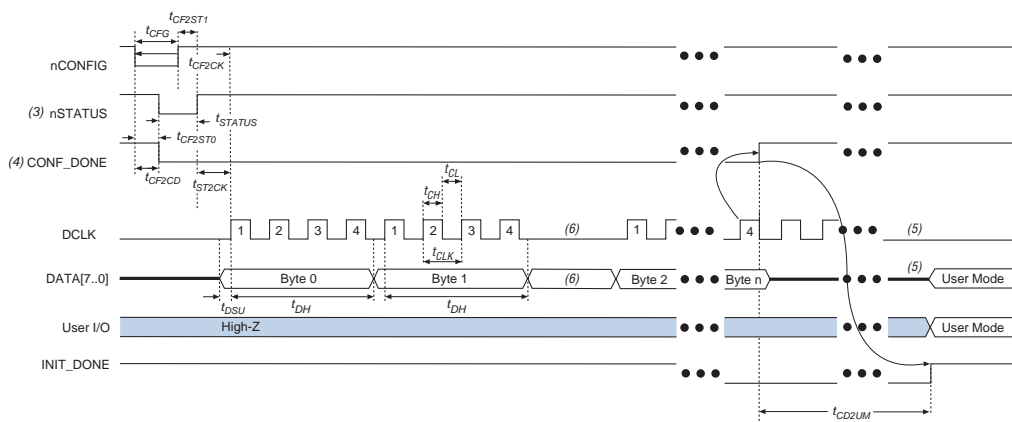 tCF2ST1
tCFG
nCONFIG
tCF2CK
(3) nSTATUS
tSTATUS
tCF2ST0
(4) CONF_DONE
tCF2CD
tST2CK
tCL
tCH
DCLK
1 2 3 4 1 2 3 4 (6) 1 4 (5)
tCLK
DATA[7..0]
Byte 0 Byte 1 (6) Byte 2 Byte n (5) User Mode
tDSU tDH tDH
User I/O High-Z User Mode
INIT_DONE
tCD2UM